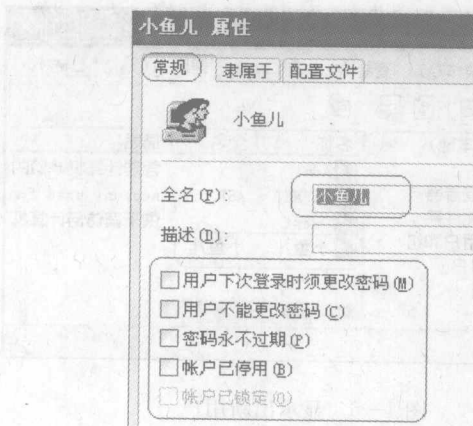 小鱼儿 属性
常规 隶属于 配置文件
小鱼儿
全名(F): 小鱼儿
描述(D):
用户下次登录时须更改密码(M)
用户不能更改密码(C)
密码永不过期(P)
帐户已停用(B)
帐户已锁定(O)